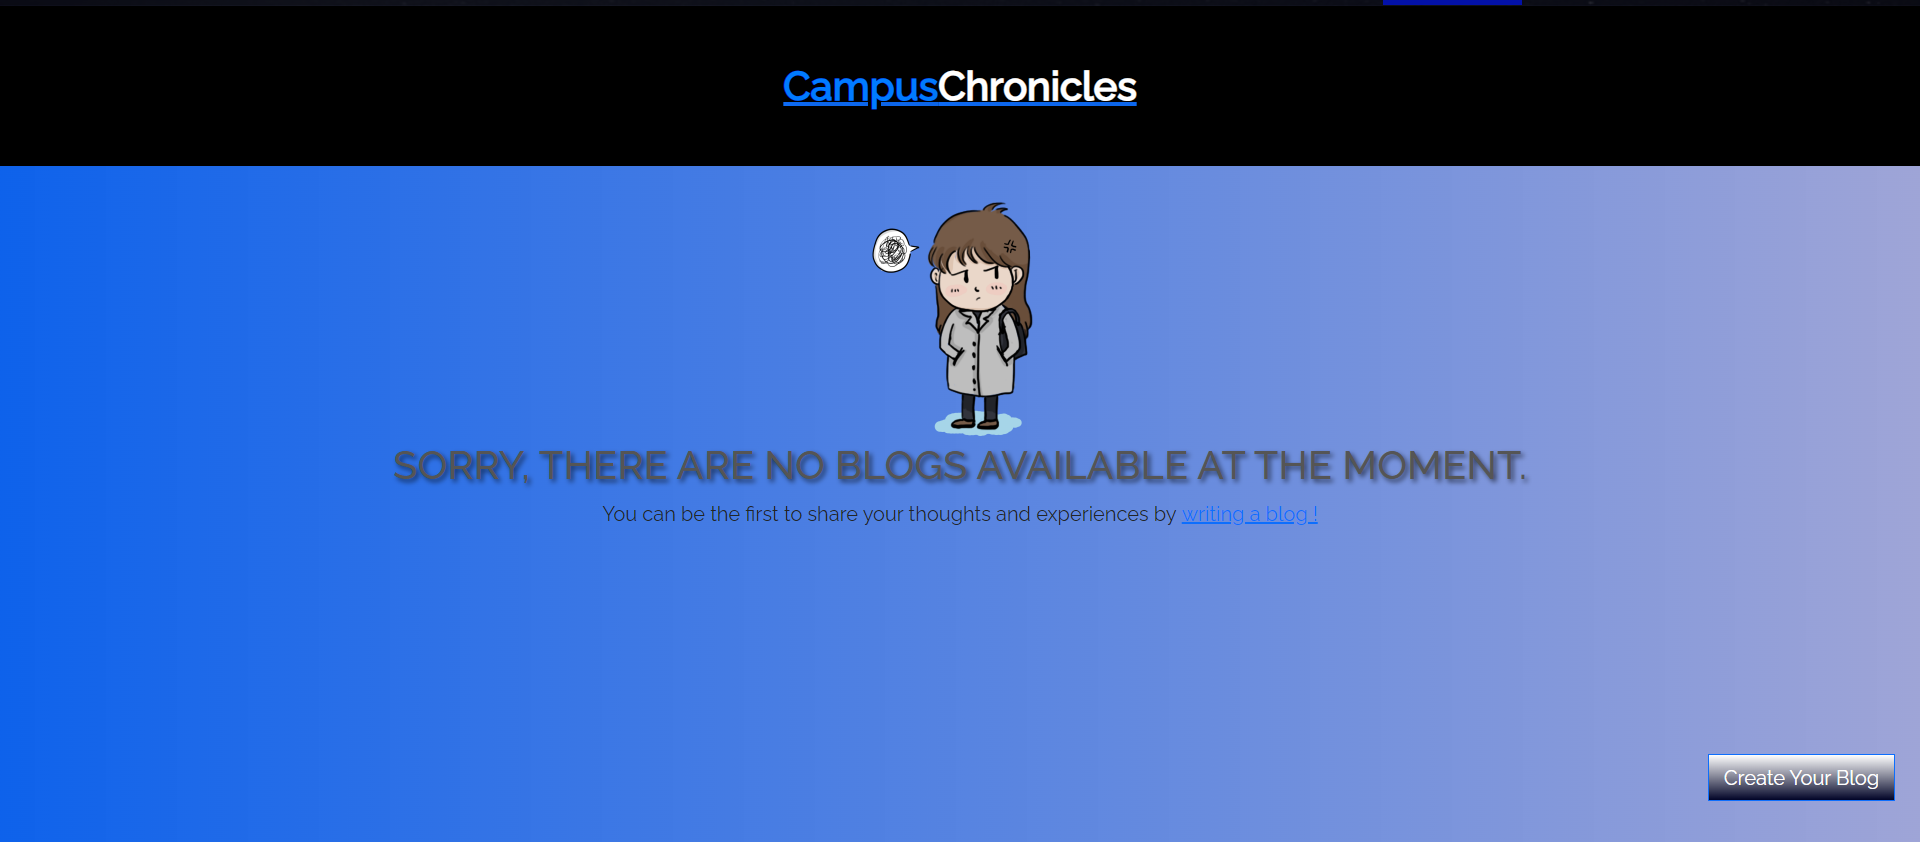 CampusChronicles
SORRY, THERE ARE NO BLOGS AVAILABLE AT THE MOMENT.
You can be the first to share your thoughts and experiences by writing a blog !
Create Your Blog